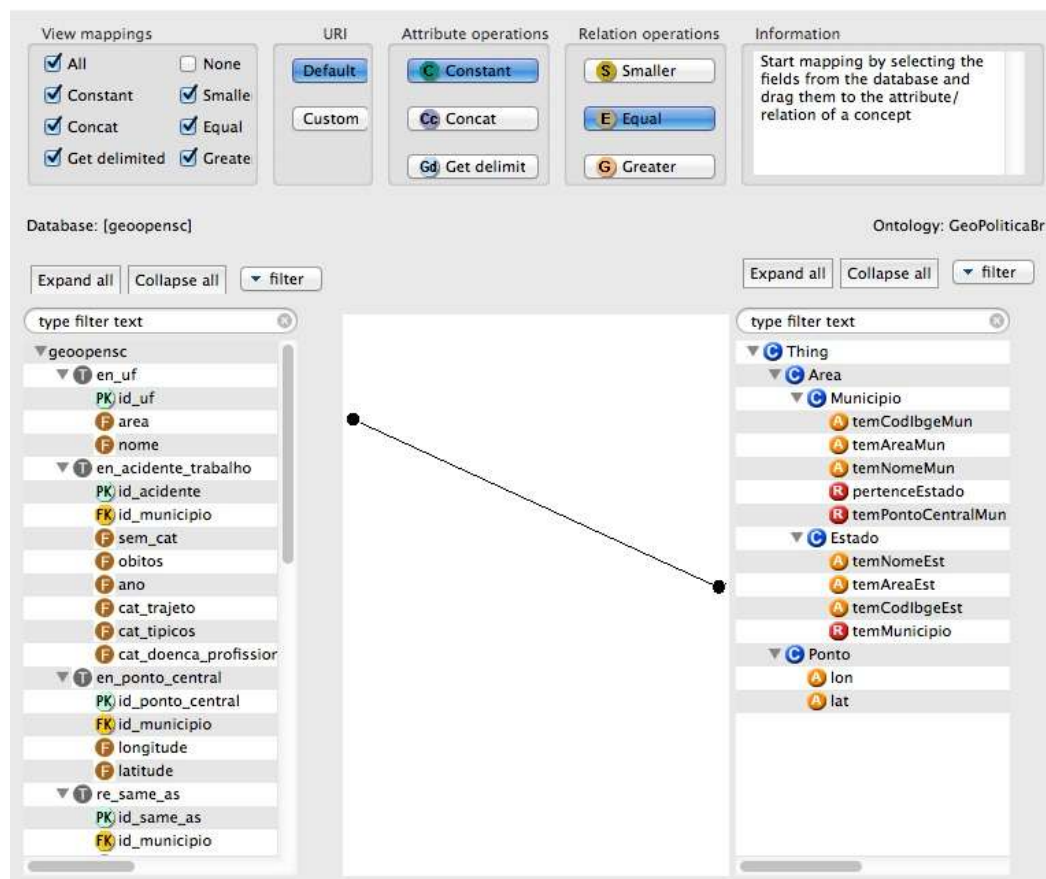 View mappings
All
None
Constant
Smalle
Concat
Equal
Get delimited
Greate
URI
Default
Custom
Attribute operations
C Constant
Cc Concat
Gd Get delimit
Relation operations
S Smaller
E Equal
G Greater
Information
Start mapping by selecting the
fields from the database and
drag them to the attribute/
relation of a concept
Database: [geoopensc]
Ontology: GeoPoliticaBr
Expand all
Collapse all
filter
type filter text
geoopensc
T en_uf
PK id_uf
F area
F nome
T en_acidente_trabalho
PK id_acidente
FK id_municipio
F sem_cat
F obitos
F ano
F cat_trajeto
F cat_tipicos
F cat_doenca_profission
T en_ponto_central
PK id_ponto_central
FK id_municipio
F longitude
F latitude
T re_same_as
PK id_same_as
FK id_municipio
Expand all
Collapse all
filter
type filter text
C Thing
C Area
C Municipio
A temCodIbgeMun
A temAreaMun
A temNomeMun
R pertenceEstado
R temPontoCentralMun
C Estado
A temNomeEst
A temAreaEst
A temCodIbgeEst
R temMunicipio
C Ponto
A lon
A lat